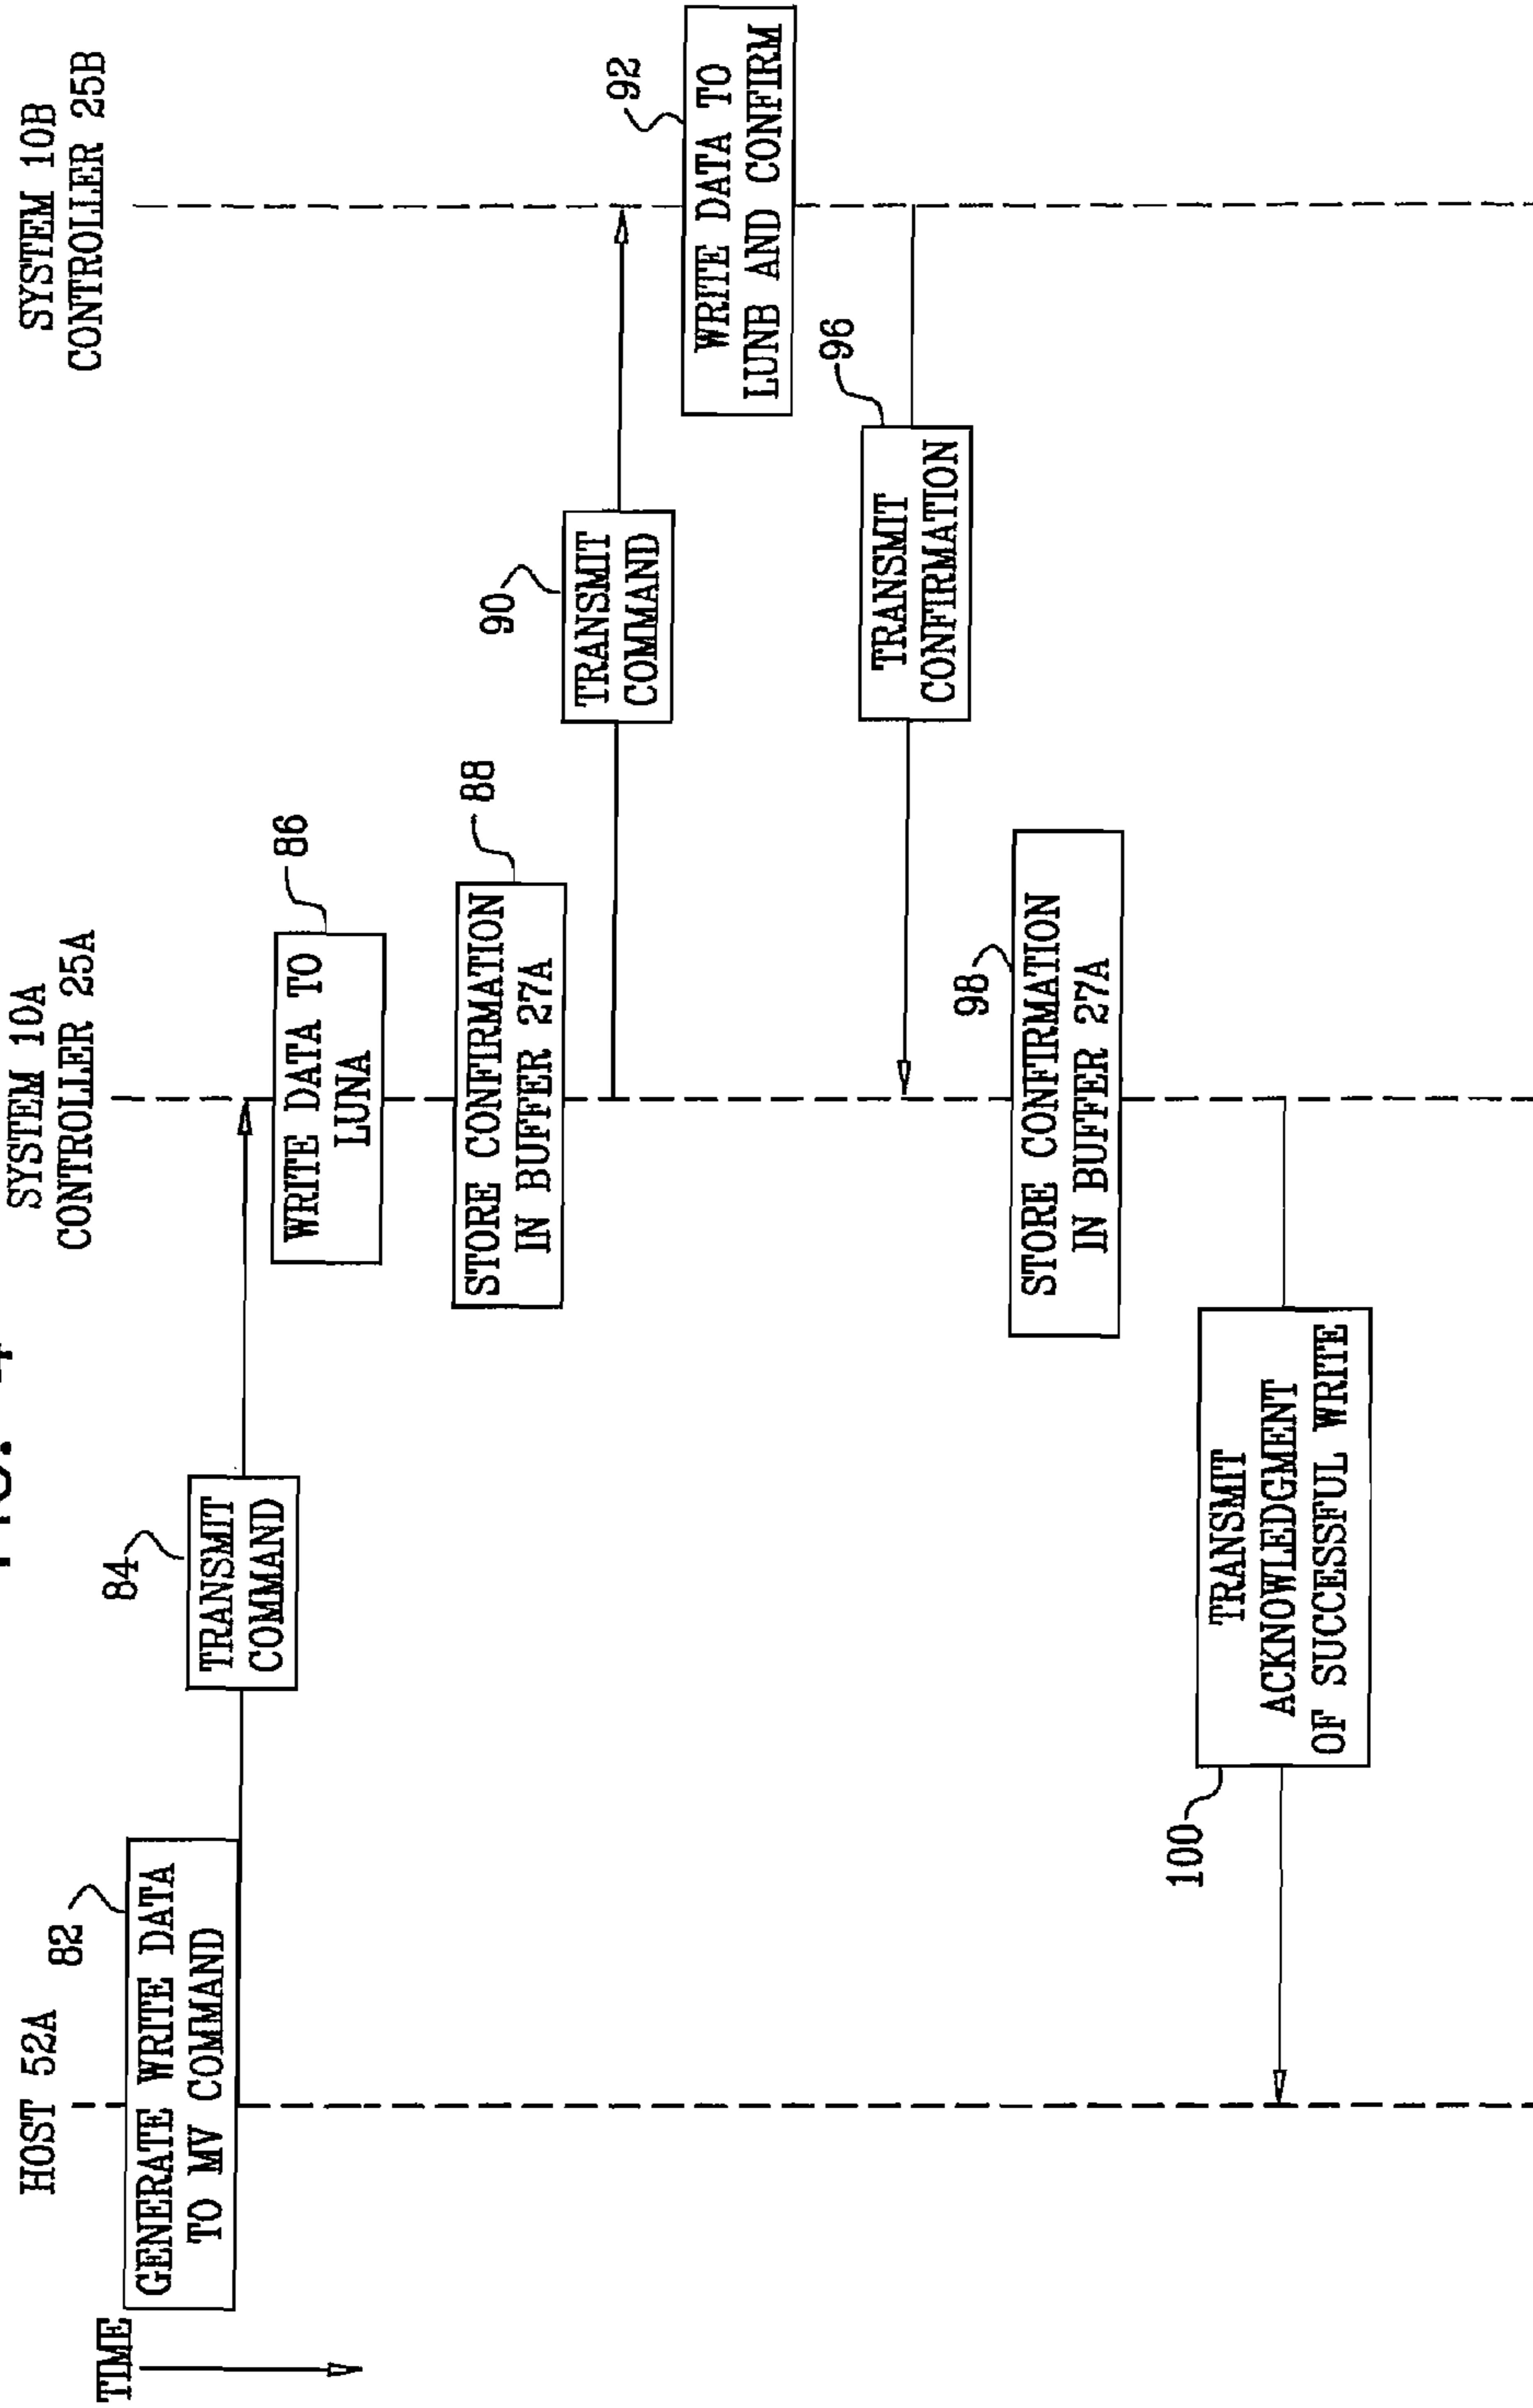 HOST 52A
SYSTEM 10A
CONTROLLER 25A
SYSTEM 10B
CONTROLLER 25B
TIME
82
GENERATE WRITE DATA
TO MV COMMAND
84
TRANSMIT
COMMAND
86
WRITE DATA TO
LUNA
88
STORE CONFIRMATION
IN BUFFER 27A
90
TRANSMIT
COMMAND
92
WRITE DATA TO
LUNB AND CONFIRM
96
TRANSMIT
CONFIRMATION
98
STORE CONFIRMATION
IN BUFFER 27A
100
TRANSMIT
ACKNOWLEDGMENT
OF SUCCESSFUL WRITE